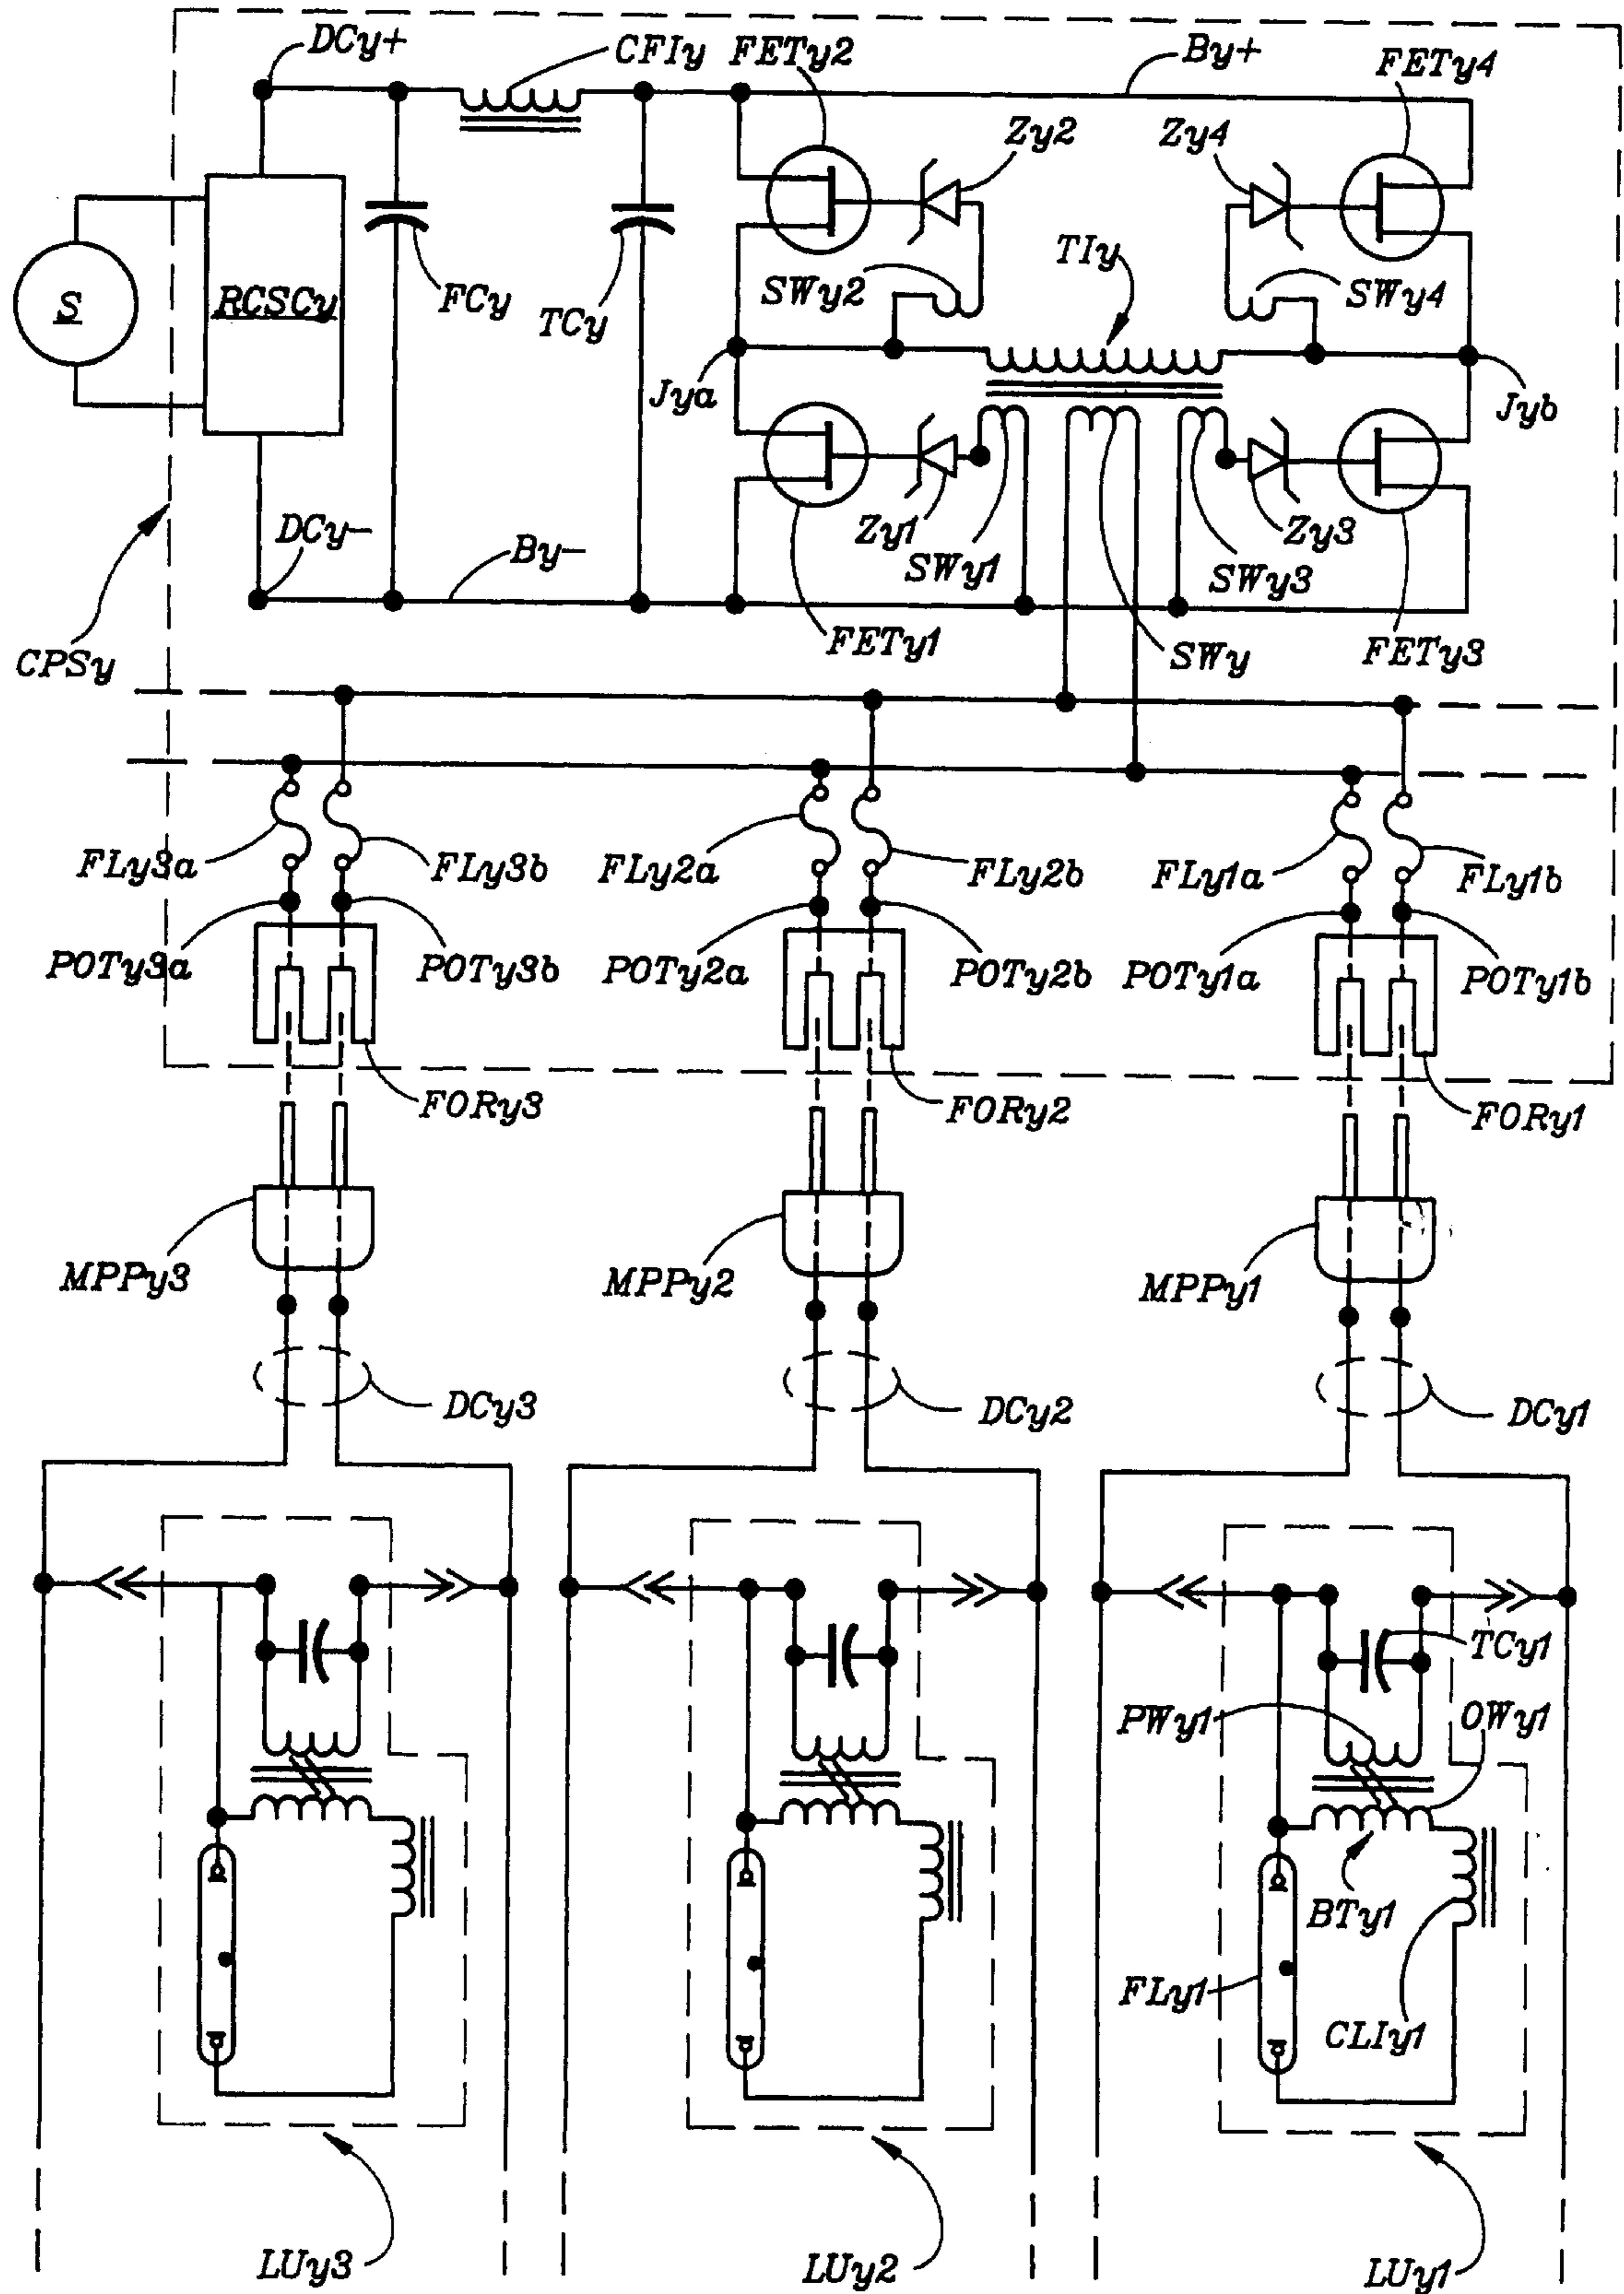 DCy+
CFIy
FETy2
By+
FETy4
Zy2
Zy4
S
RCSCy
FCy
TCy
SWy2
TIy
SWy4
Jya
Jyb
DCy-
By-
Zy1
SWy1
Zy3
SWy3
CPSy
FETy1
SWy
FETy3
FLy3a
FLy3b
FLy2a
FLy2b
FLy1a
FLy1b
POTy3a
POTy3b
POTy2a
POTy2b
POTy1a
POTy1b
FORy3
FORy2
FORy1
MPPy3
MPPy2
MPPy1
DCy3
DCy2
DCy1
TCy1
PWy1
OWy1
BTy1
FLy1
CLIy1
LUy3
LUy2
LUy1